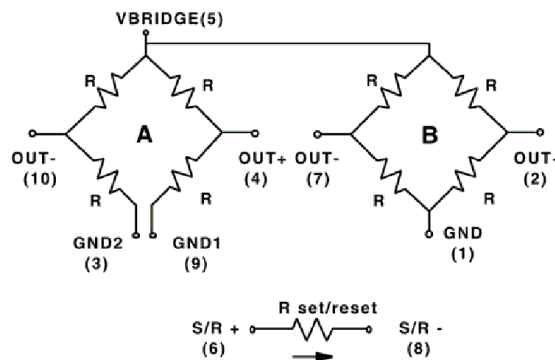 VBRIDGE(5)
R
R
R
R
A
B
OUT-
(10)
OUT+
(4)
OUT-
(7)
OUT-
(2)
R
R
R
R
GND2
(3)
GND1
(9)
GND
(1)
R set/reset
S/R +
(6)
S/R -
(8)